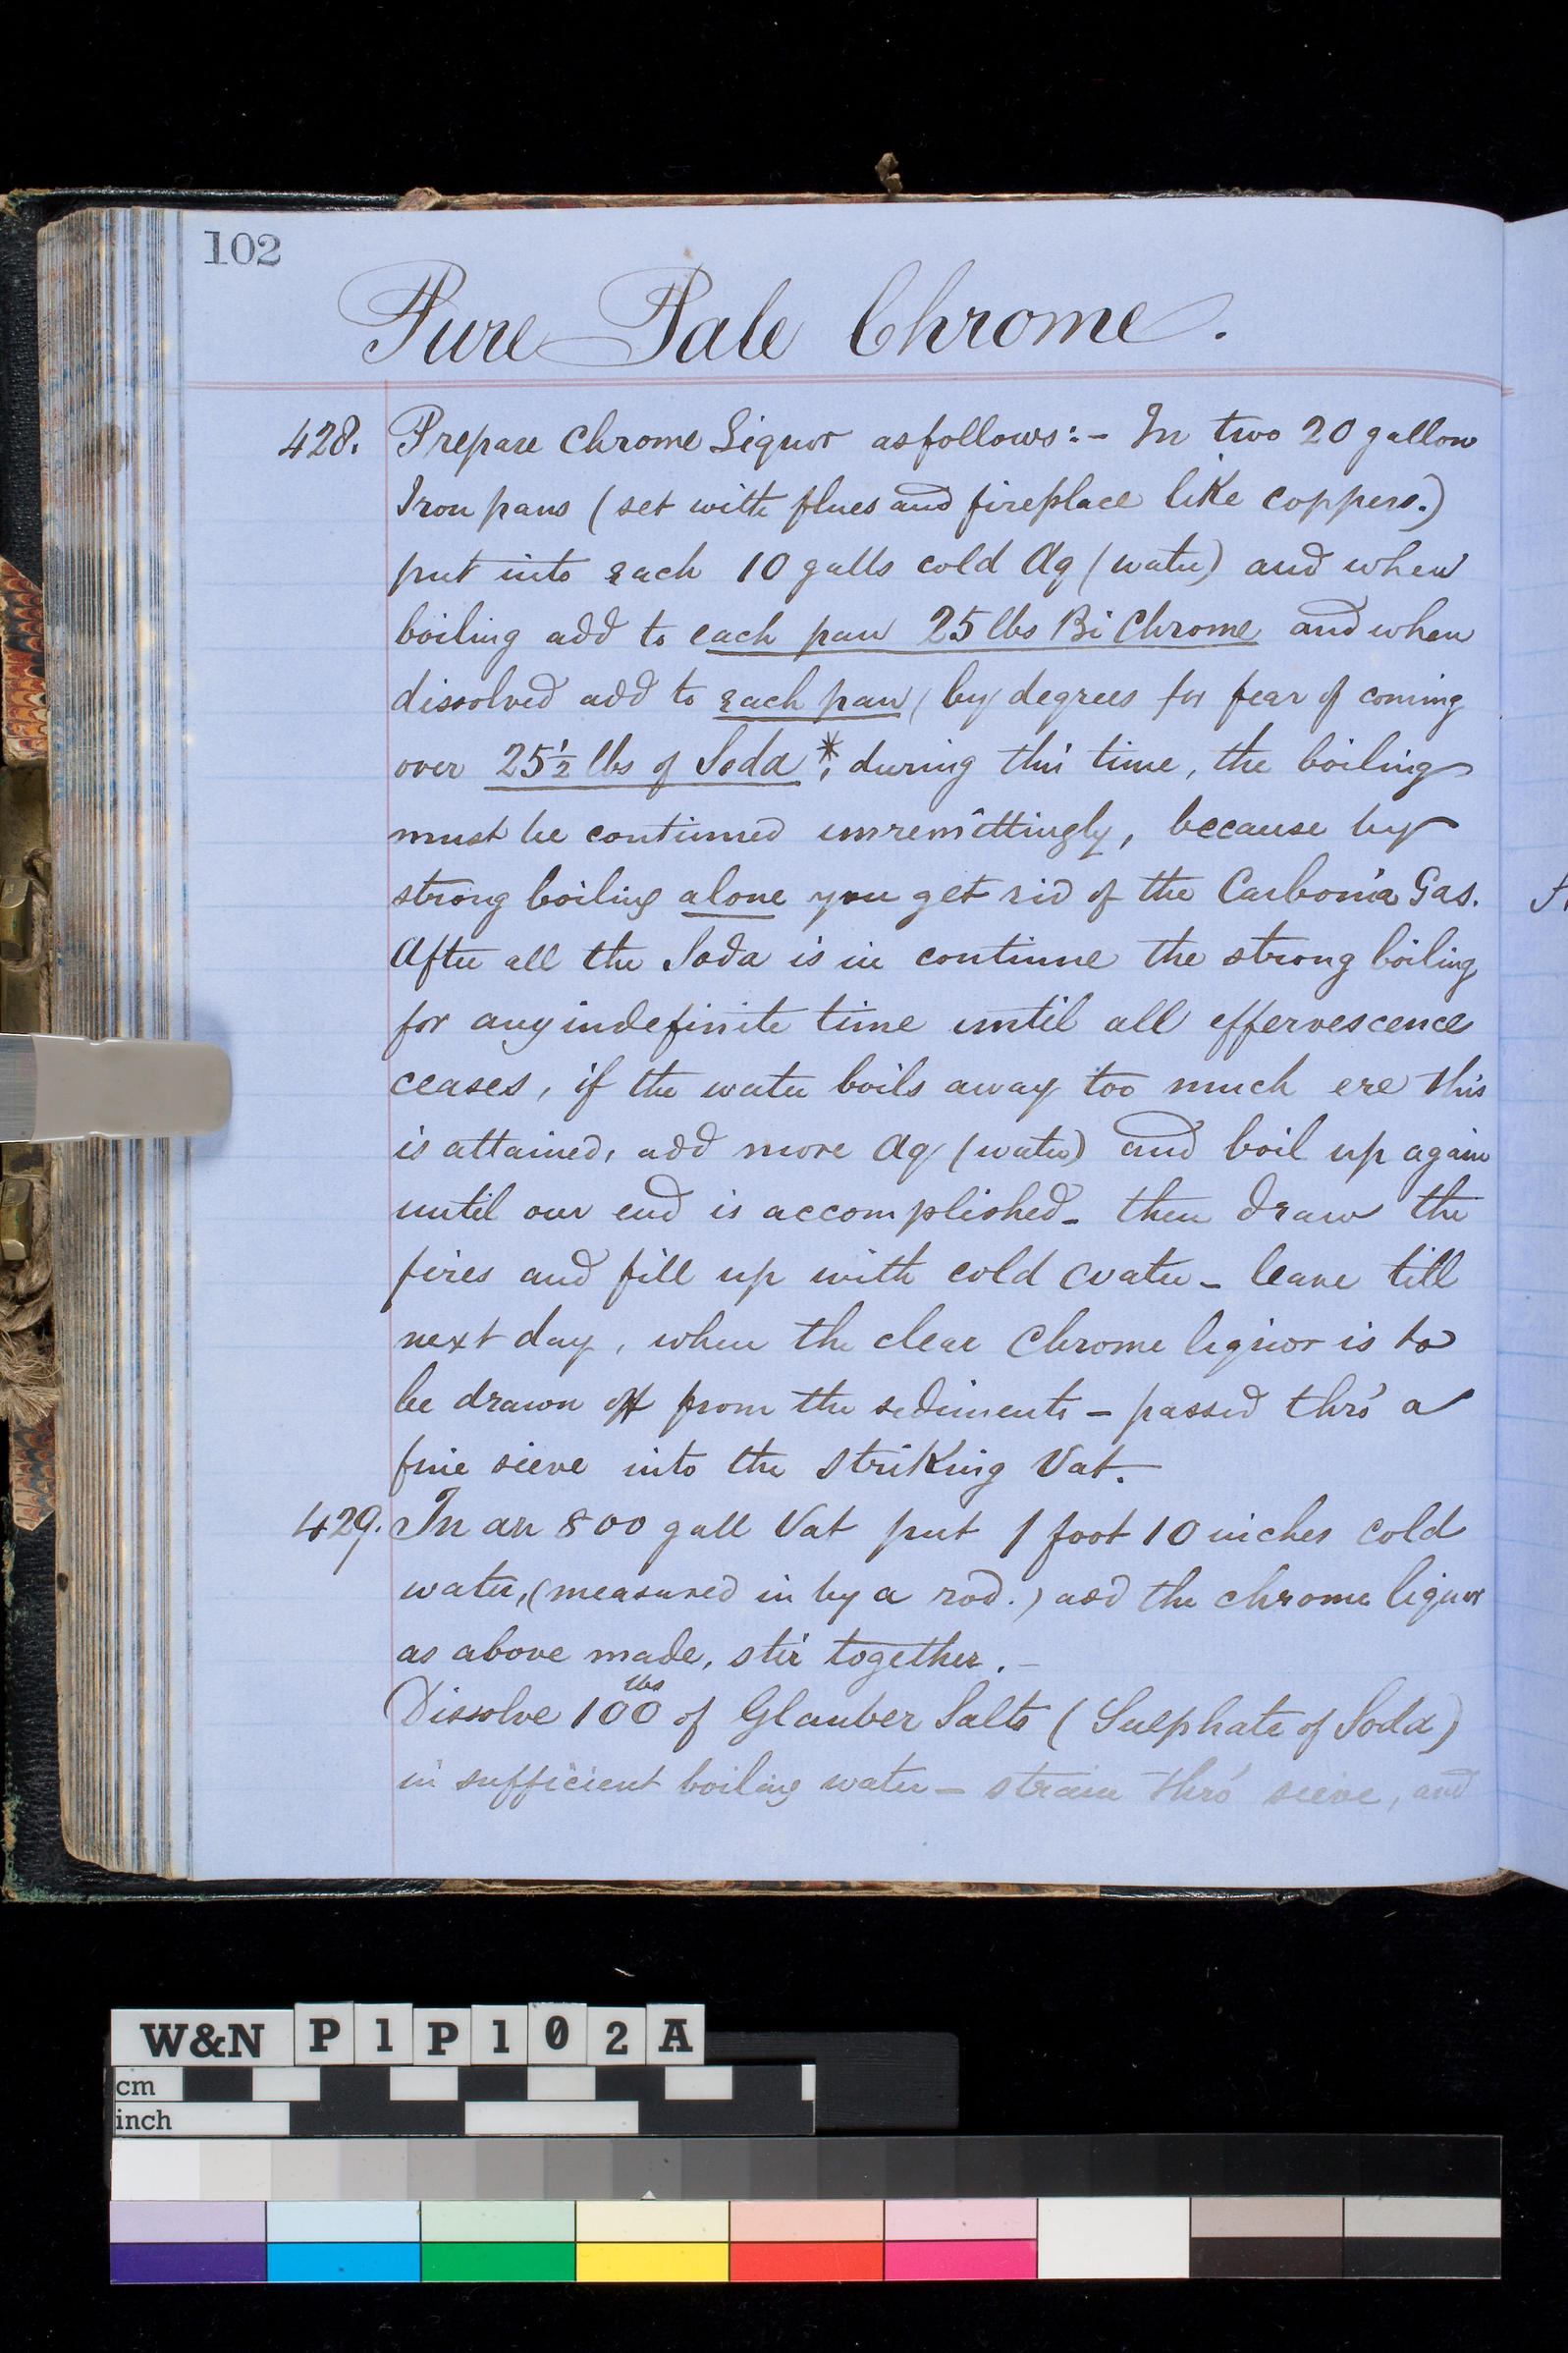 102
Pure Pale Chrome.
428. Prepare Chrome Liquor as follows:- In two 20 gallon
Iron pans (set with flues and fireplace like coppers.)
put into each 10 galls cold Aq (water) and when
boiling add to each pan 25 lbs Bi Chrome and when
dissolved add to each pan (by degrees for fear of coming
over 25½ lbs of Soda*, during this time, the boiling
must be continued unremittingly, because by
strong boiling alone you get rid of the Carbonic Gas.
After all the Soda is in continue the strong boiling
for any indefinite time until all effervescence
ceases, if the water boils away too much ere this
is attained, add more Aq (water) and boil up again
until our end is accomplished - then draw the
fires and fill up with cold water - leave till
next day, when the clear Chrome liquor is to
be drawn off from the sediments - passed thro' a
fine sieve into the Striking Vat.
429. In an 800 gall Vat put 1 foot 10 inches cold
water, (measured in by a rod.) add the chrome liquor
as above made, stir together. -
Dissolve 100 lbs of Glauber Salts (Sulphate of Soda)
in sufficient boiling water - strain thro' sieve, and
W&N P1P102A
cm
inch